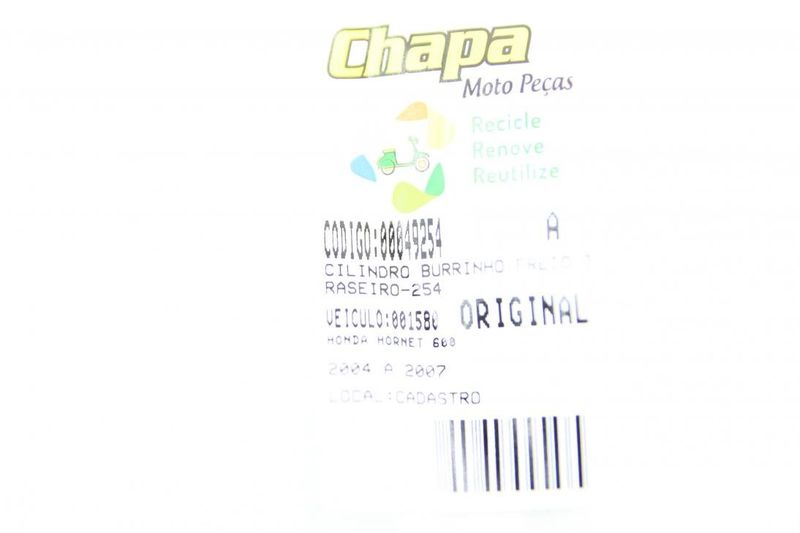 Chapa
Moto Peças
Recicle
Renove
Reutilize
CODIGO:00049254 A
CILINDRO BURRINHO FREIO T
RASEIRO-254
VEICULO:001580 ORIGINAL
HONDA HORNET 600
2004 A 2007
LOCAL:CADASTRO